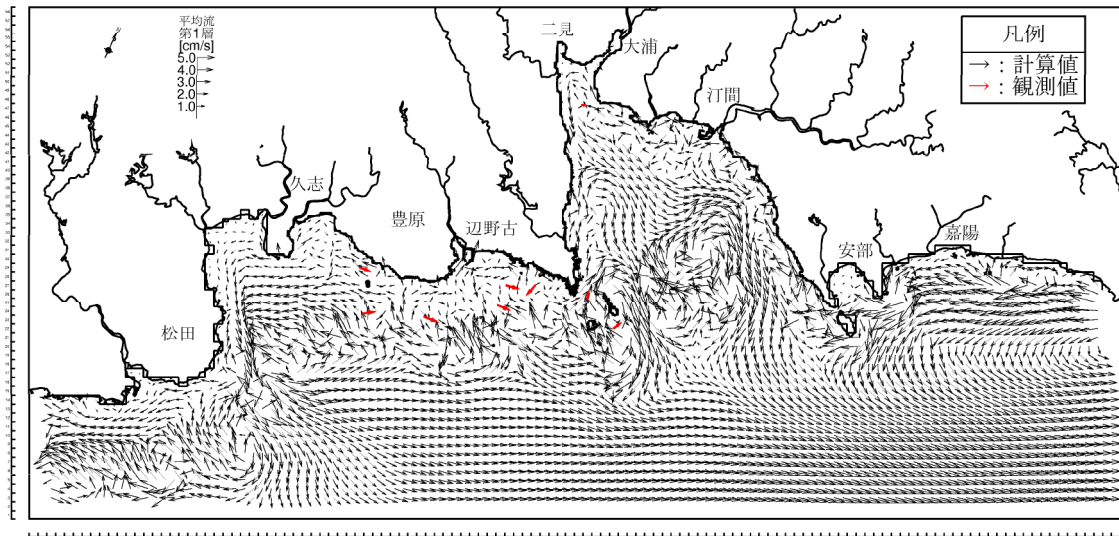 平均流
第1層
[cm/s]
5.0
4.0
3.0
2.0
1.0
二見
大浦
汀間
凡例
→ : 計算値
→ : 観測値
久志
豊原
辺野古
安部
嘉陽
松田